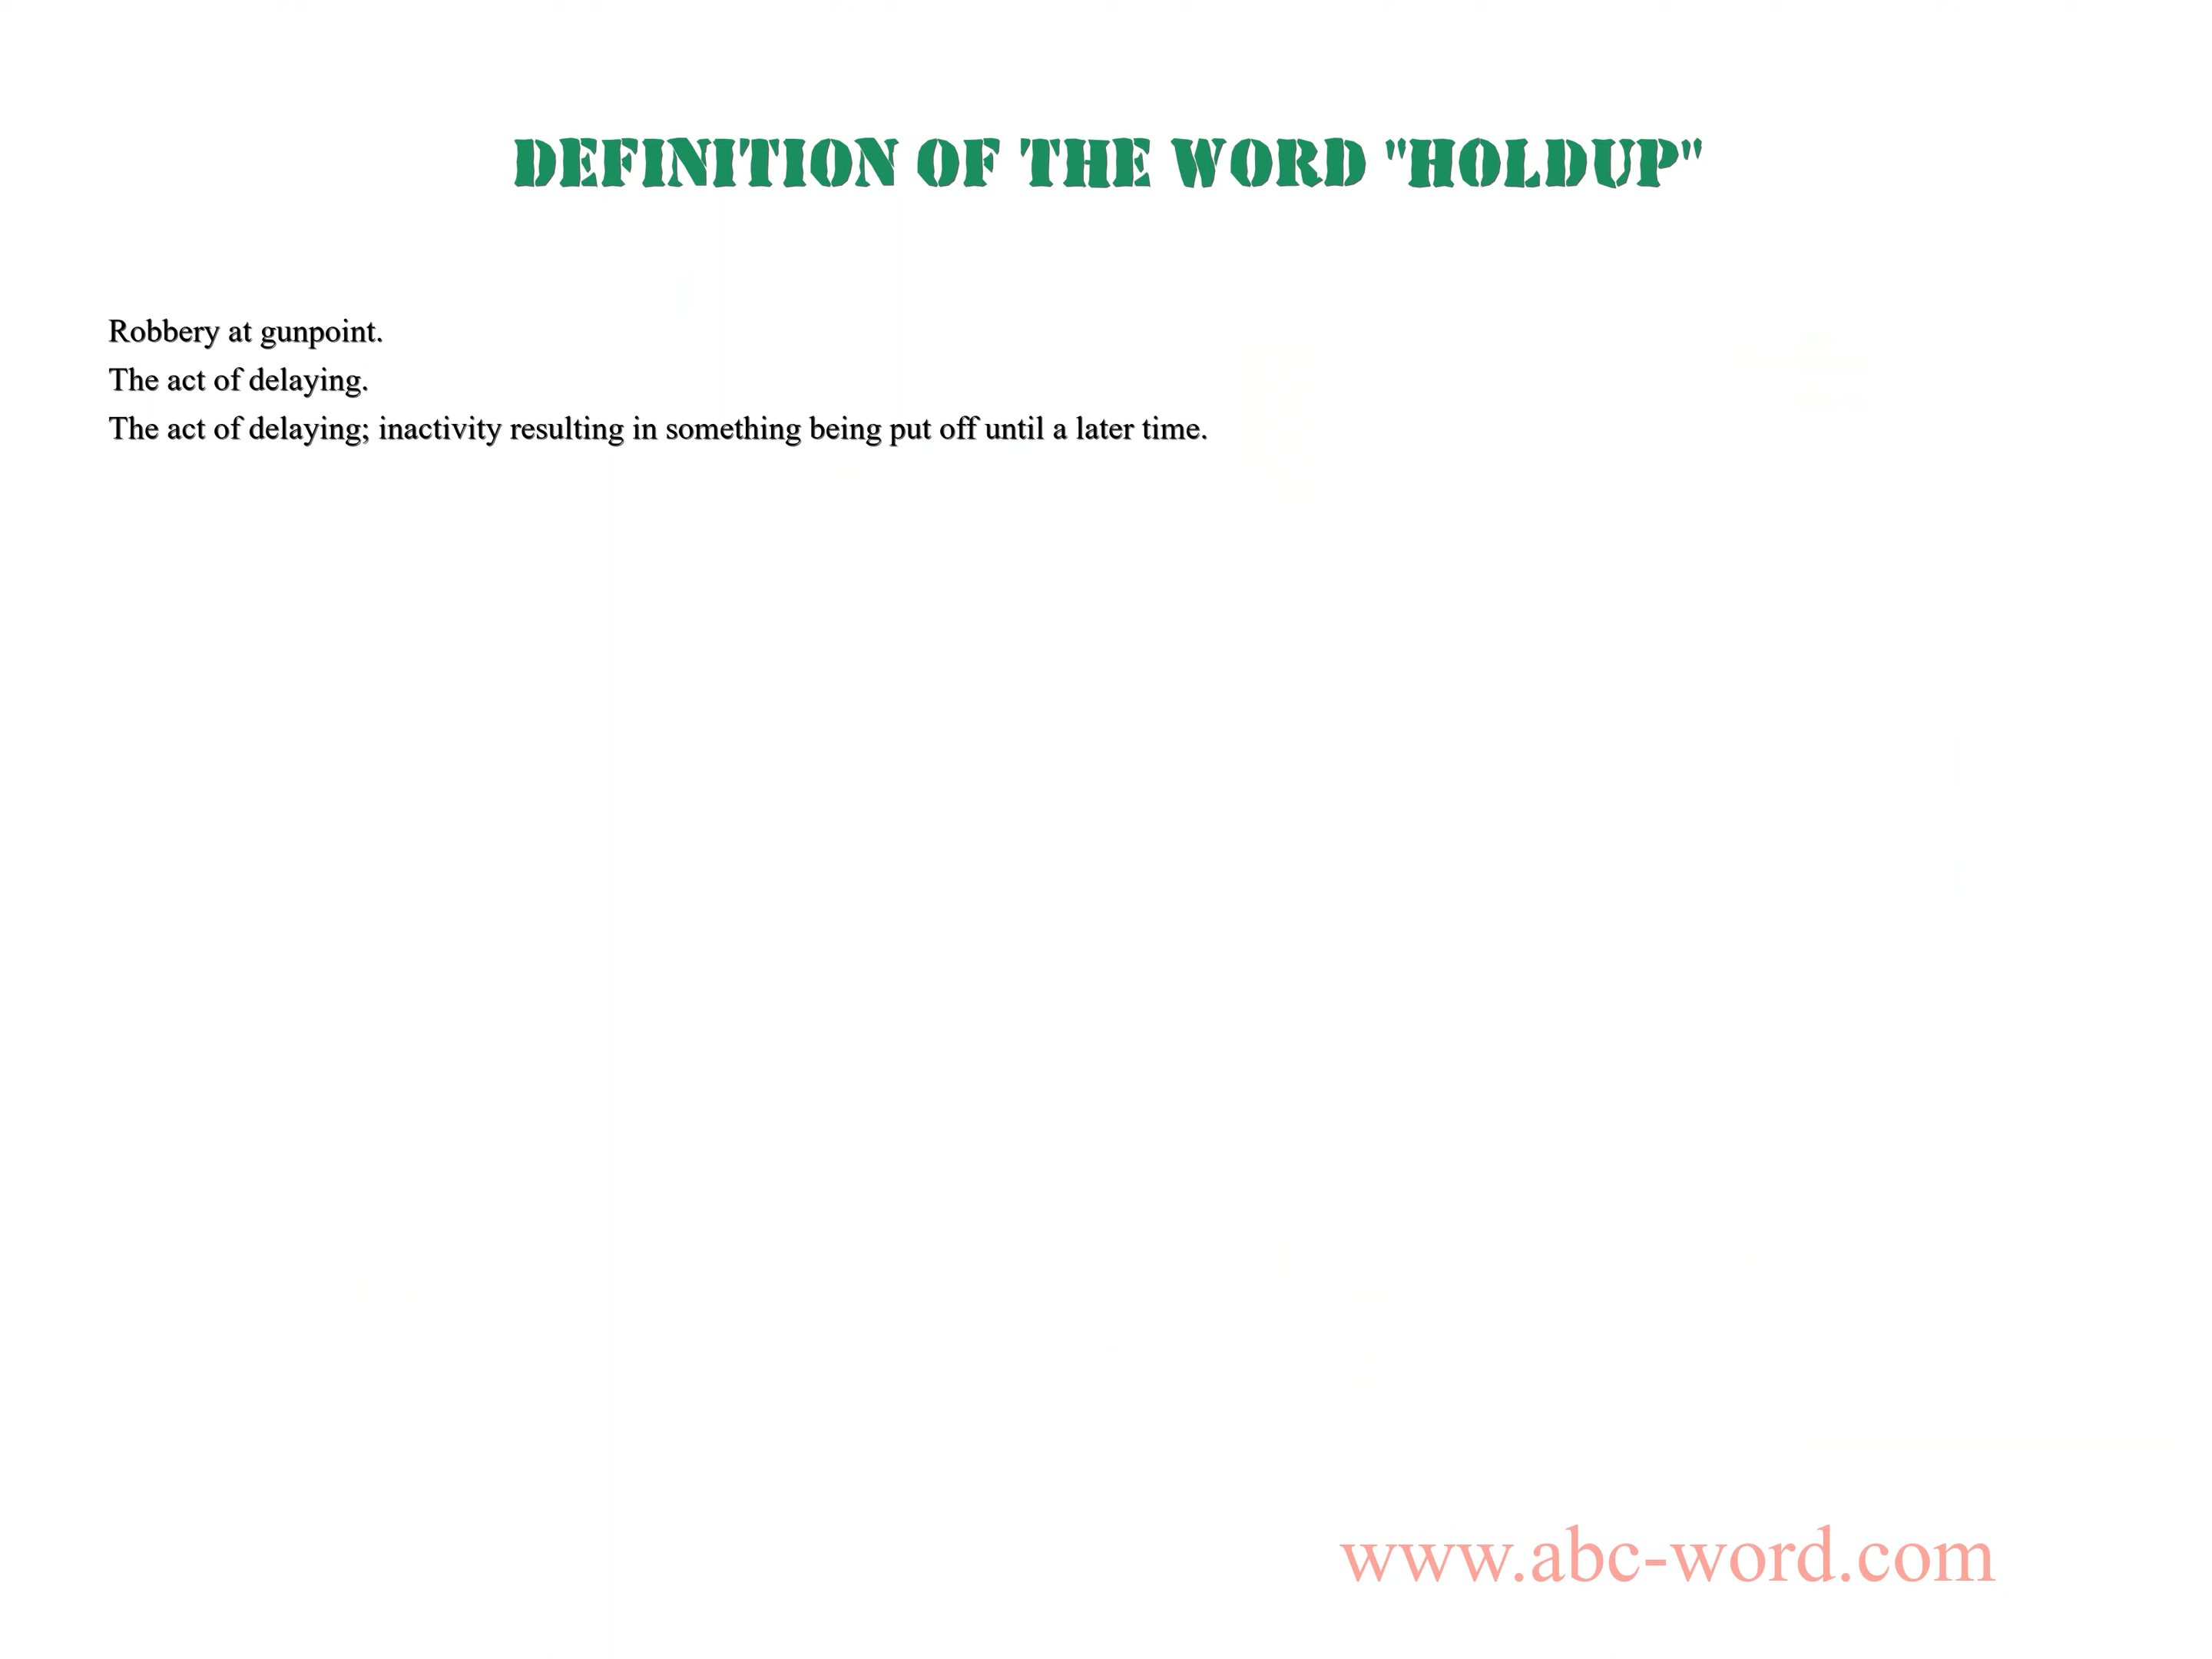 DEFINITION OF THE WORD "HOLDUP"
Robbery at gunpoint.
The act of delaying.
The act of delaying; inactivity resulting in something being put off until a later time.
www.abc-word.com